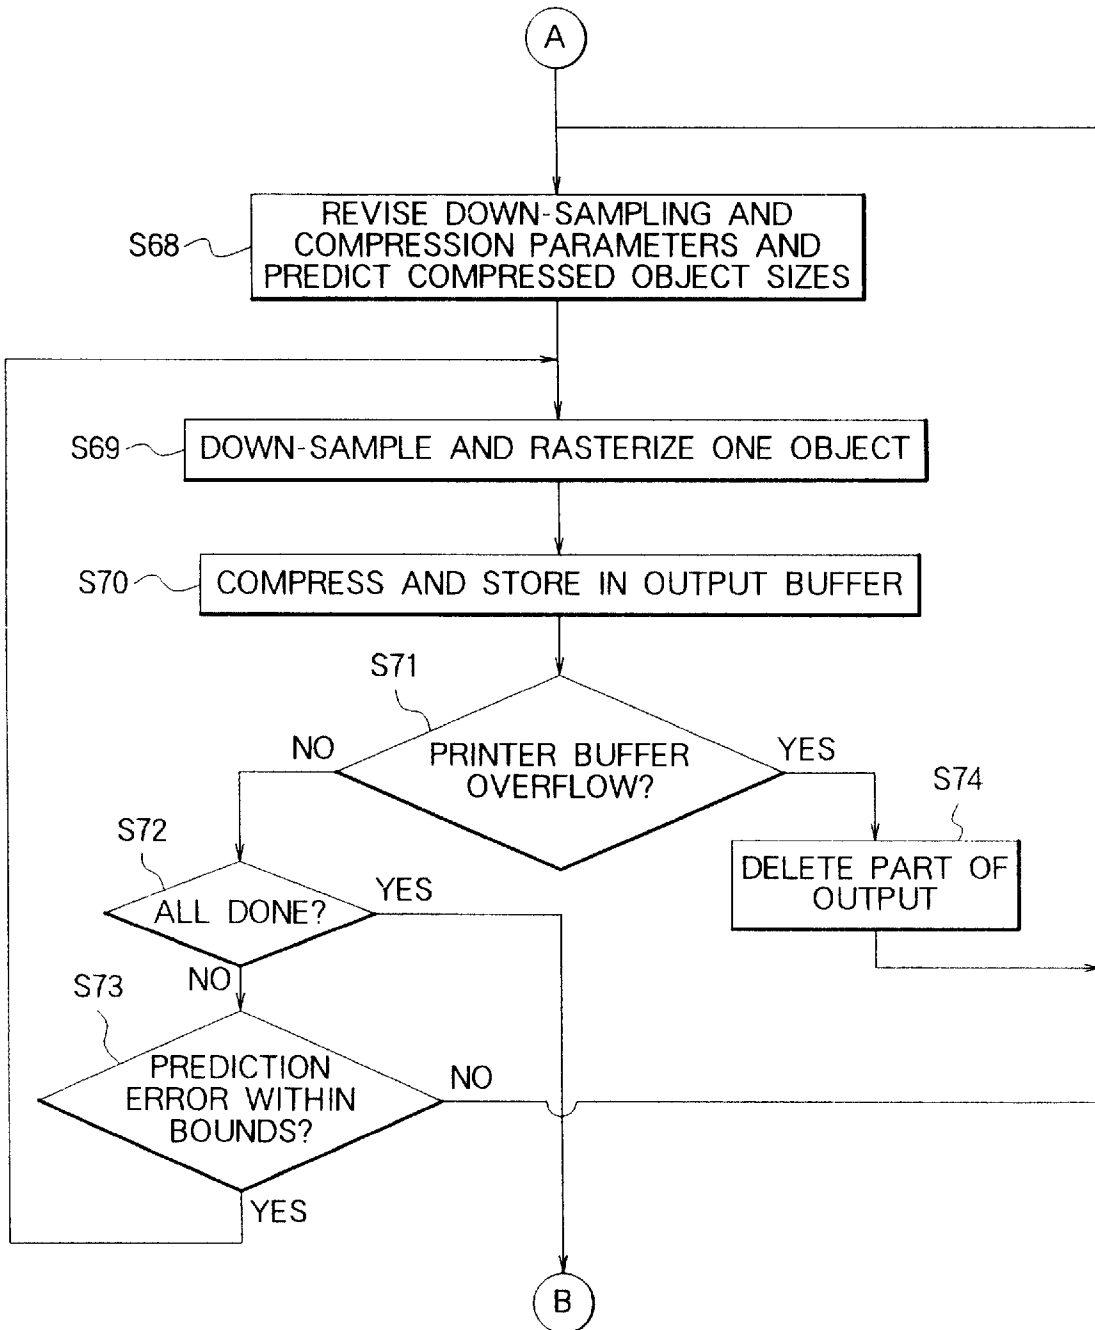 A
S68
REVISE DOWN-SAMPLING AND
COMPRESSION PARAMETERS AND
PREDICT COMPRESSED OBJECT SIZES
S69
DOWN-SAMPLE AND RASTERIZE ONE OBJECT
S70
COMPRESS AND STORE IN OUTPUT BUFFER
S71
NO
PRINTER BUFFER
OVERFLOW?
YES
S74
DELETE PART OF
OUTPUT
S72
ALL DONE?
YES
NO
S73
PREDICTION
ERROR WITHIN
BOUNDS?
NO
YES
B